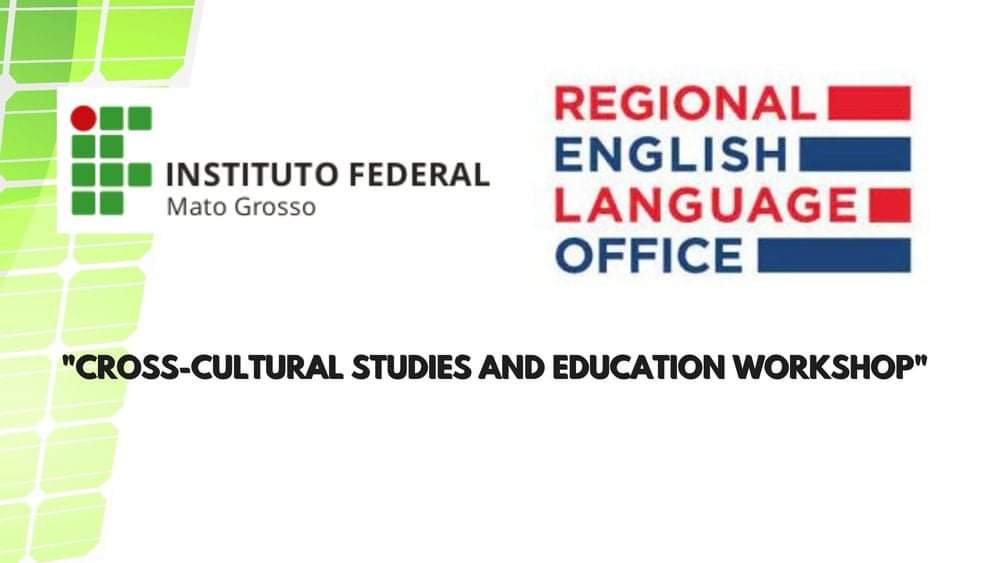 INSTITUTO FEDERAL
Mato Grosso
REGIONAL
ENGLISH
LANGUAGE
OFFICE
"CROSS-CULTURAL STUDIES AND EDUCATION WORKSHOP"